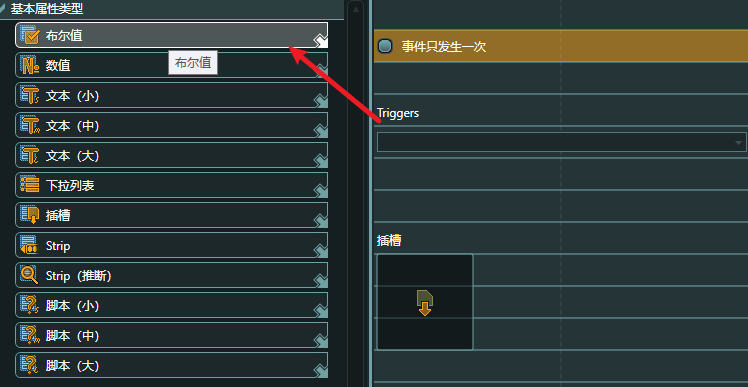 基本属性类型
布尔值
数值
布尔值
文本（小）
文本（中）
文本（大）
下拉列表
插槽
Strip
Strip（推断）
脚本（小）
脚本（中）
脚本（大）
事件只发生一次
Triggers
插槽